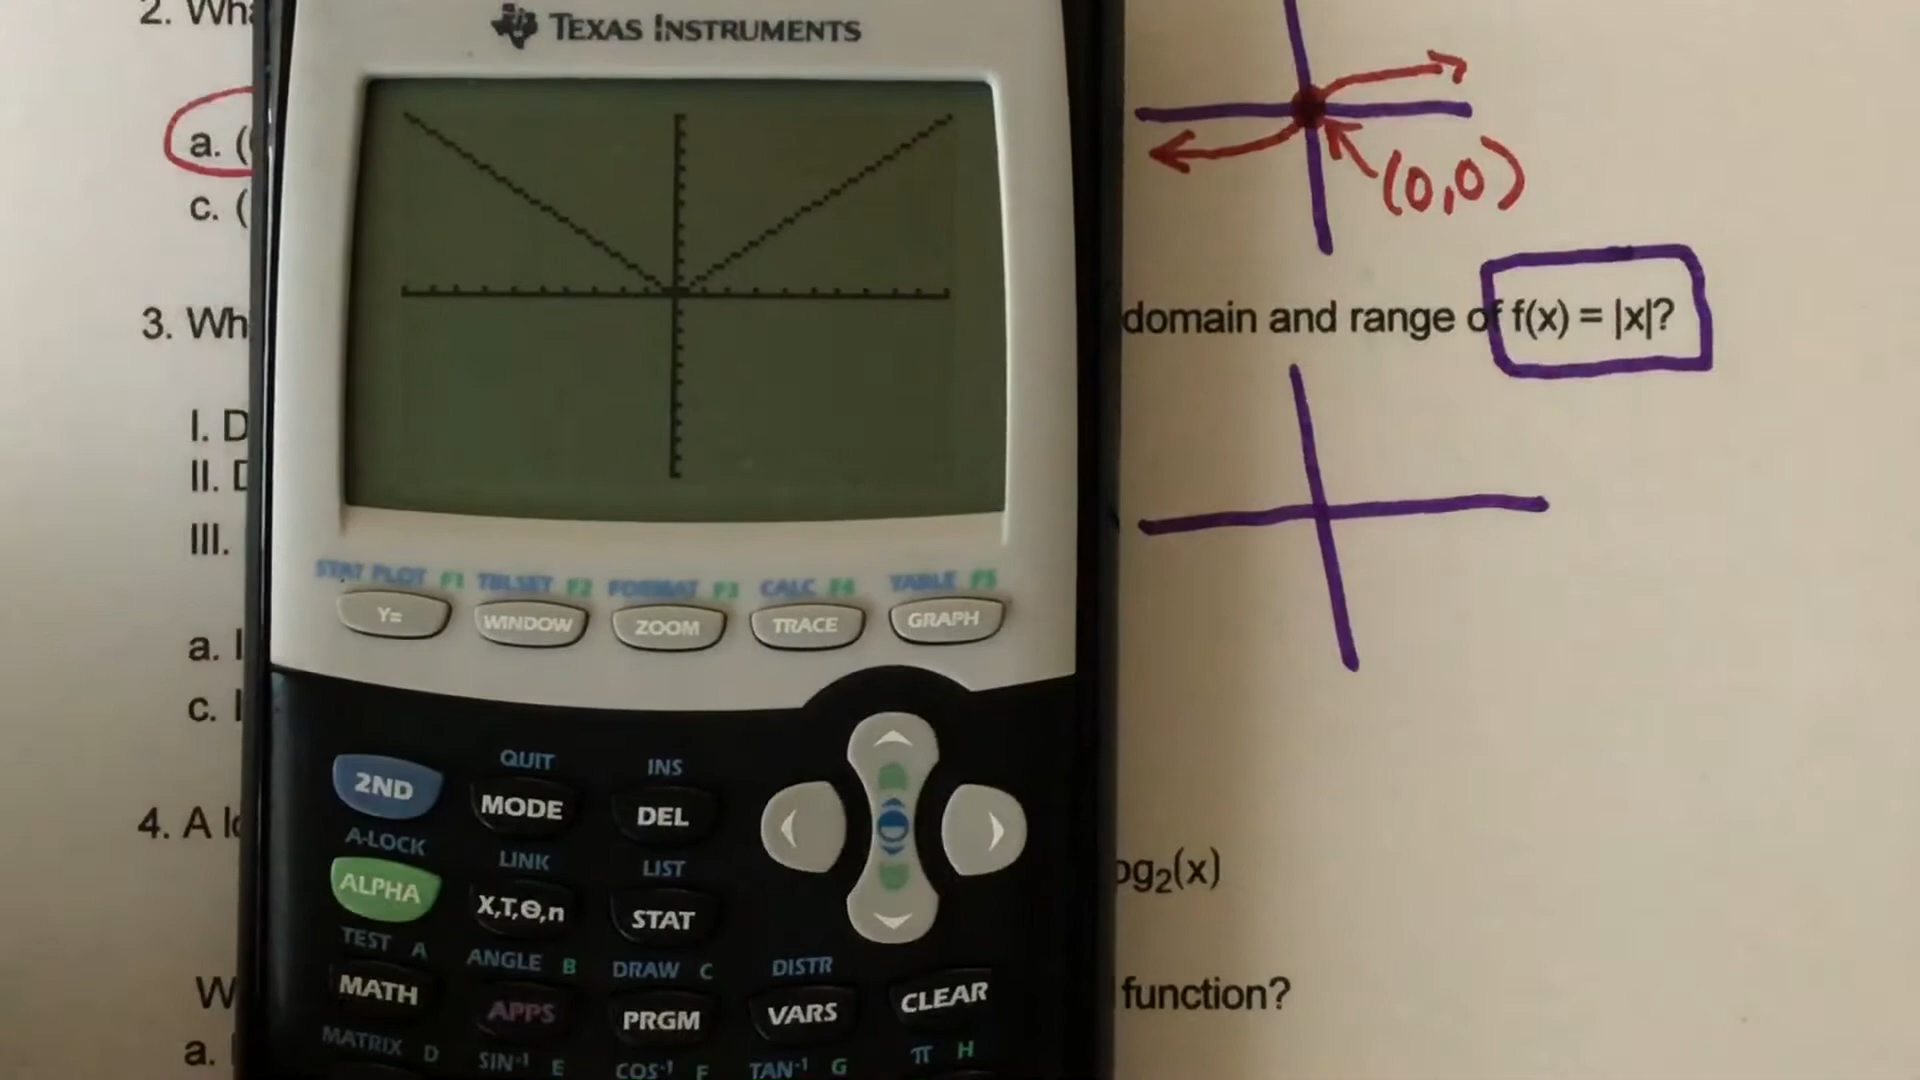 2. Wh
TEXAS INSTRUMENTS
a. (
(0,0)
c. (
3. Wh domain and range of f(x) = |x|?
I. D
II. D
III.
STAT PLOT F1 TBLSET F2 FORMAT F3 CALC F4 TABLE F5
Y= WINDOW ZOOM TRACE GRAPH
a. I
c. I
QUIT INS
2ND MODE DEL
4. A lo og₂(x)
A-LOCK LINK LIST
ALPHA X,T,Θ,n STAT
TEST A ANGLE B DRAW C DISTR
W function?
MATH APPS PRGM VARS CLEAR
a.
MATRIX D SIN⁻¹ E COS⁻¹ F TAN⁻¹ G π H